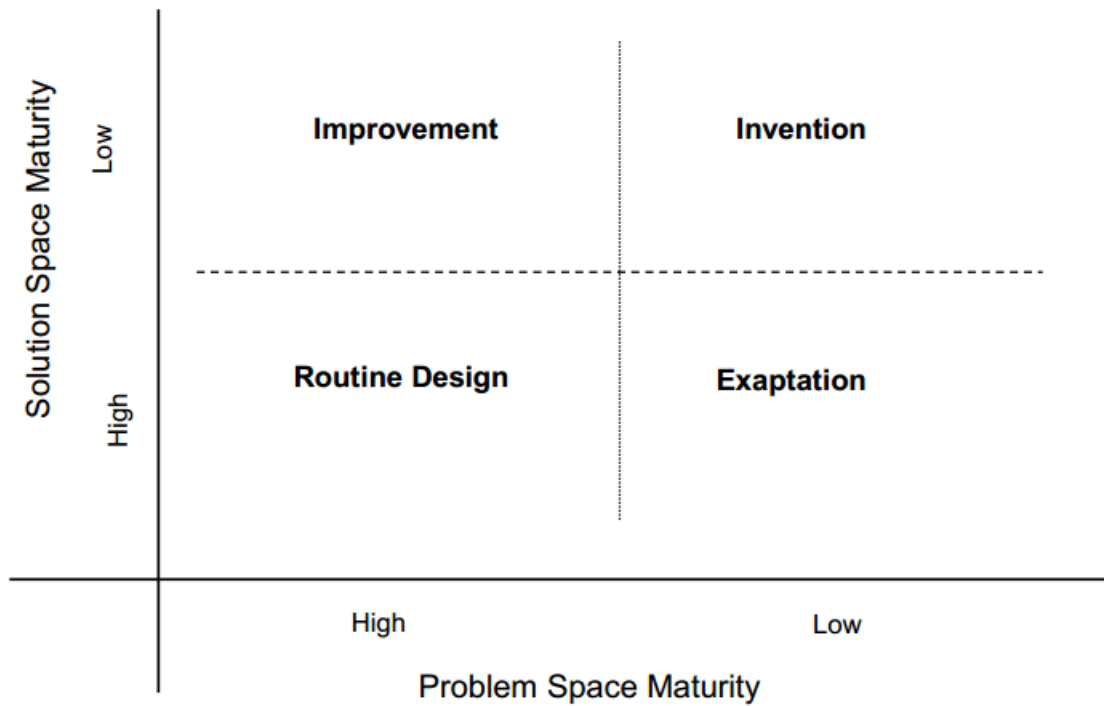 Solution Space Maturity
Low
High
Improvement
Invention
Routine Design
Exaptation
High
Low
Problem Space Maturity